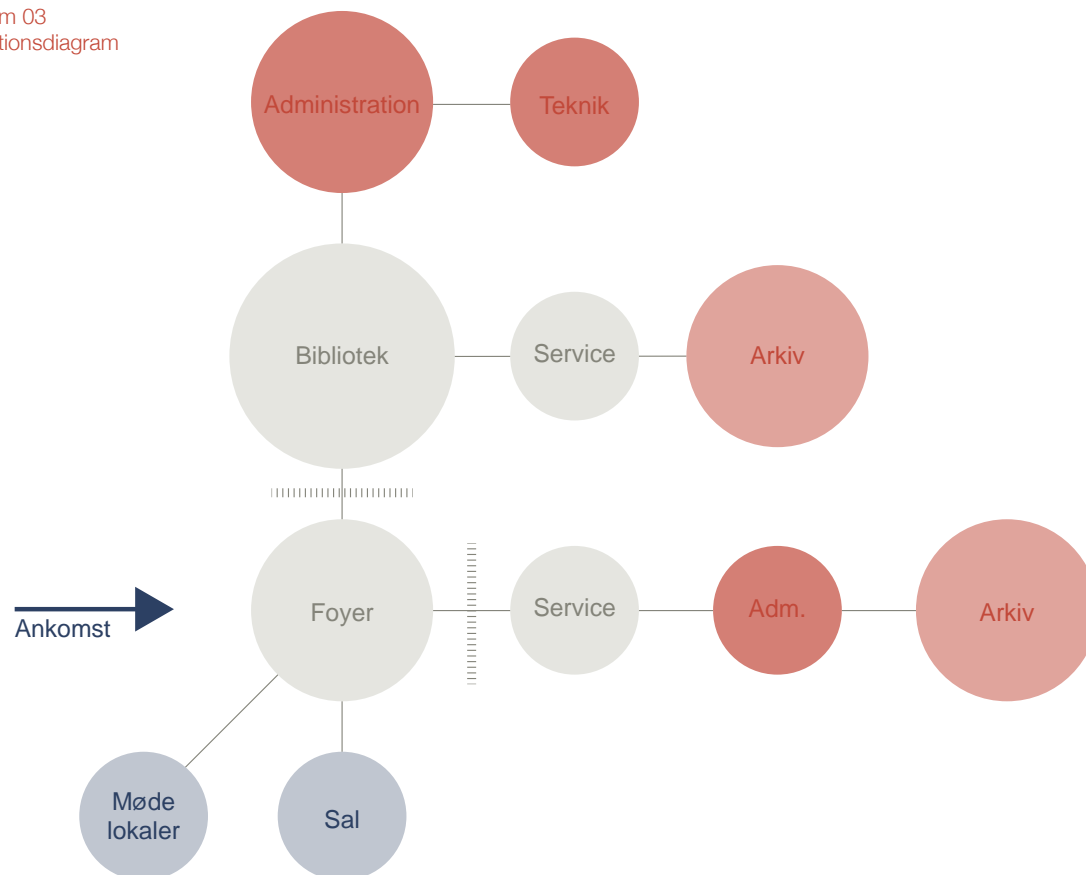 m 03
tionsdiagram
Administration
Teknik
Bibliotek
Service
Arkiv
Ankomst
Foyer
Service
Adm.
Arkiv
Møde
lokaler
Sal